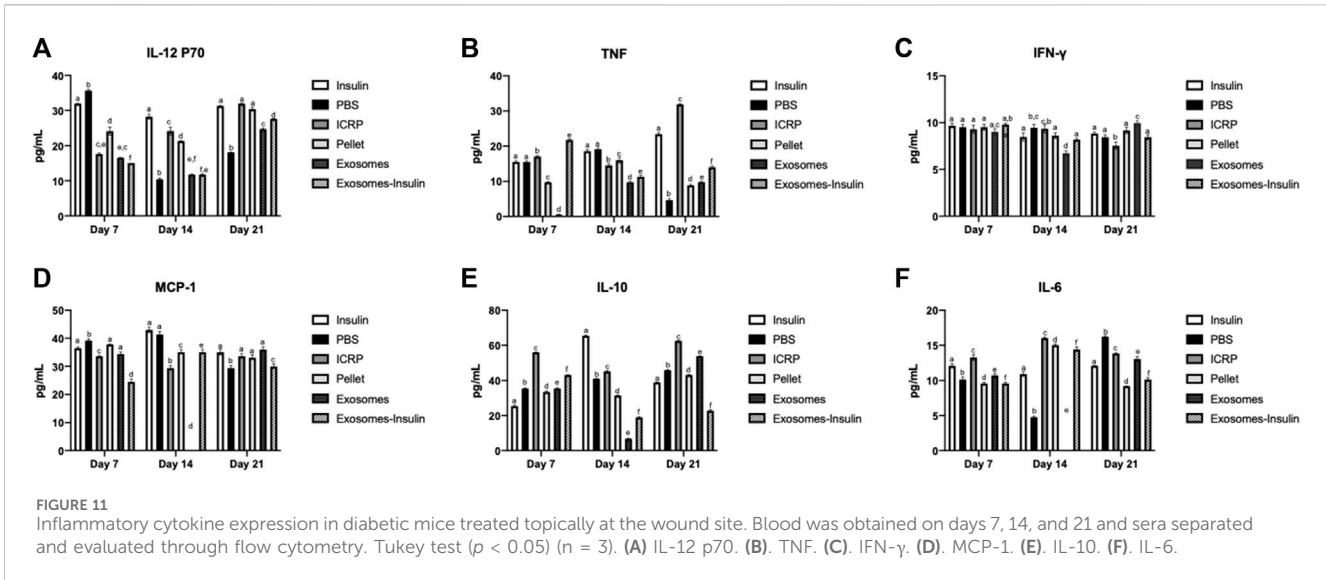 A
IL-12 P70
pg/mL
40
30
20
10
0
a b c,e d e,c f
a b c d e,f f,e
a b a a c d
Day 7 Day 14 Day 21
Insulin
PBS
ICRP
Pellet
Exosomes
Exosomes-Insulin
B
TNF
pg/mL
40
30
20
10
0
a a c d d e
a a c c d e
a b c d e f
Day 7 Day 14 Day 21
Insulin
PBS
ICRP
Pellet
Exosomes
Exosomes-Insulin
C
IFN-γ
pg/mL
15
10
5
0
a a a a a,c a,b
a b,c c,b a d a
a a c a c a
Day 7 Day 14 Day 21
Insulin
PBS
ICRP
Pellet
Exosomes
Exosomes-Insulin
D
MCP-1
pg/mL
50
40
30
20
10
0
a b c a c d
a a b c d e
a b a a a c
Day 7 Day 14 Day 21
Insulin
PBS
ICRP
Pellet
Exosomes
Exosomes-Insulin
E
IL-10
pg/mL
80
60
40
20
0
a b c d e f
a b c d e f
a b c d e f
Day 7 Day 14 Day 21
Insulin
PBS
ICRP
Pellet
Exosomes
Exosomes-Insulin
F
IL-6
pg/mL
20
15
10
5
0
a b c d e f
a b c d e f
a b c d e f
Day 7 Day 14 Day 21
Insulin
PBS
ICRP
Pellet
Exosomes
Exosomes-Insulin
FIGURE 11
Inflammatory cytokine expression in diabetic mice treated topically at the wound site. Blood was obtained on days 7, 14, and 21 and sera separated
and evaluated through flow cytometry. Tukey test (p < 0.05) (n = 3). (A) IL-12 p70. (B). TNF. (C). IFN-γ. (D). MCP-1. (E). IL-10. (F). IL-6.